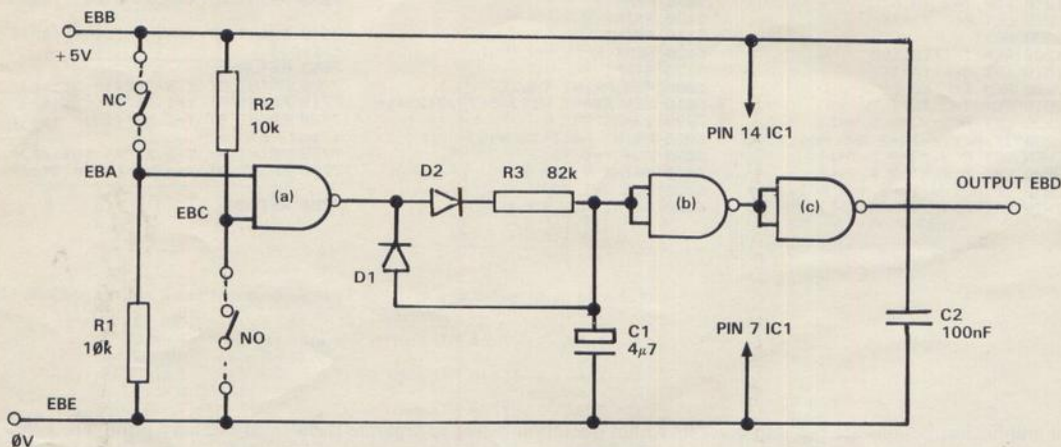 EBB
+5V
NC
R2
10k
PIN 14 IC1
EBA
(a)
D2
R3 82k
(b)
(c)
OUTPUT EBD
EBC
D1
R1
10k
NO
C1
4μ7
PIN 7 IC1
C2
100nF
EBE
0V